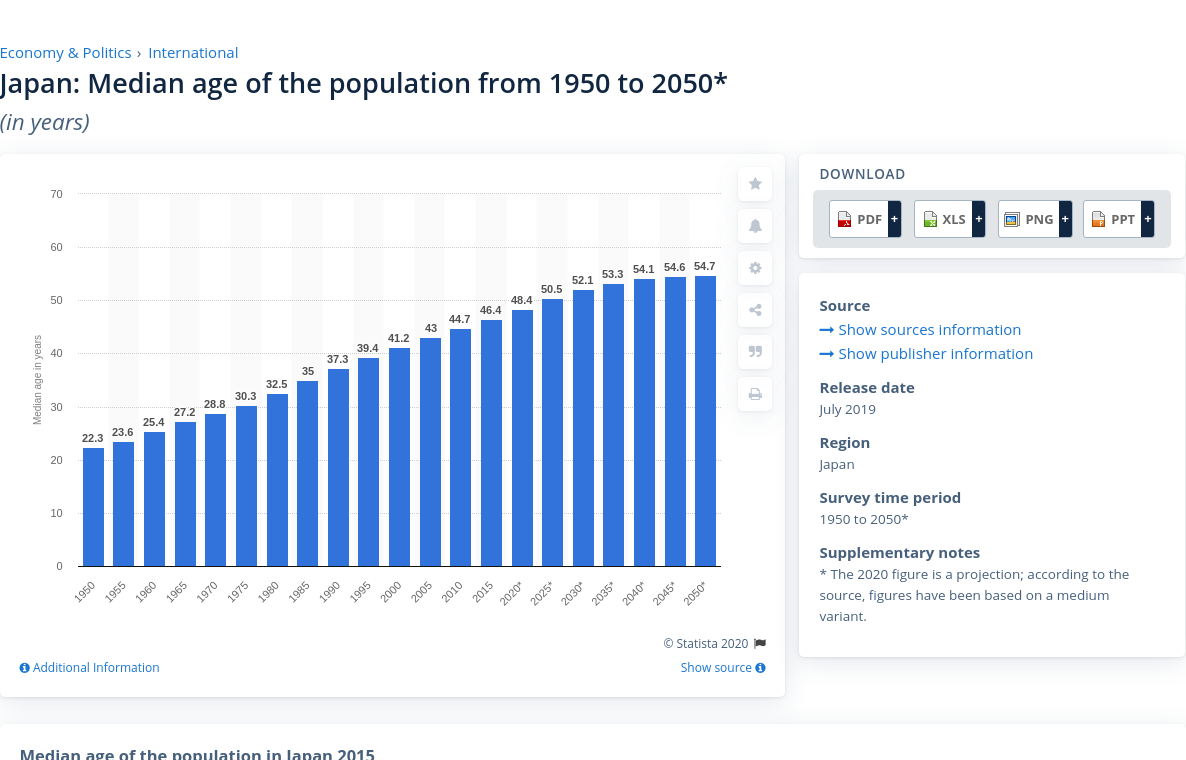 Economy & Politics › International
Japan: Median age of the population from 1950 to 2050*
(in years)
70
60
50
40
30
20
10
0
Median age in years
22.3
23.6
25.4
27.2
28.8
30.3
32.5
35
37.3
39.4
41.2
43
44.7
46.4
48.4
50.5
52.1
53.3
54.1
54.6
54.7
1950
1955
1960
1965
1970
1975
1980
1985
1990
1995
2000
2005
2010
2015
2020*
2025*
2030*
2035*
2040*
2045*
2050*
© Statista 2020
Additional Information
Show source
DOWNLOAD
PDF + XLS + PNG + PPT +
Source
Show sources information
Show publisher information
Release date
July 2019
Region
Japan
Survey time period
1950 to 2050*
Supplementary notes
* The 2020 figure is a projection; according to the
source, figures have been based on a medium
variant.
Median age of the population in Japan 2015